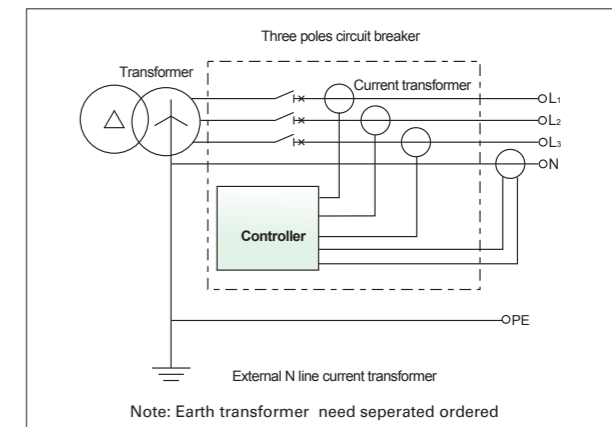 Three poles circuit breaker
Transformer
Current transformer
L1
L2
L3
N
Controller
PE
External N line current transformer
Note: Earth transformer need seperated ordered